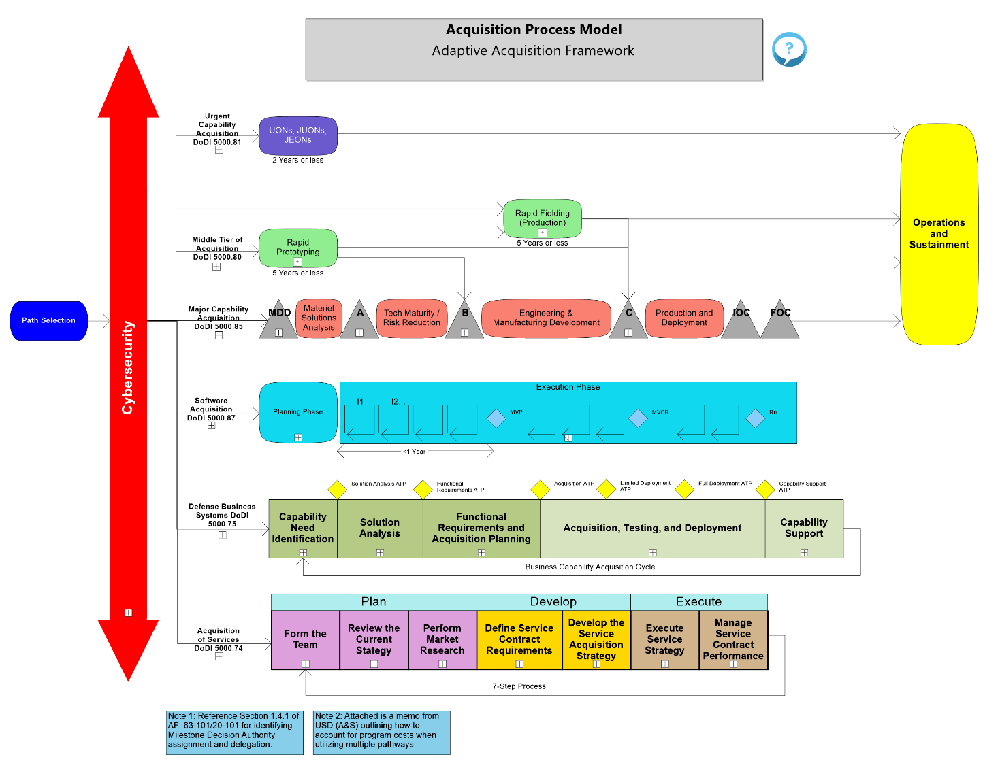 Acquisition Process Model
Adaptive Acquisition Framework
?
Urgent
Capability
Acquisition
DoDI 5000.81
UONs, JUONs,
JEONs
2 Years or less
Rapid Fielding
(Production)
5 Years or less
Middle Tier of
Acquisition
DoDI 5000.80
Rapid
Prototyping
5 Years or less
Operations
and
Sustainment
Path Selection
Cybersecurity
Major Capability
Acquisition
DoDI 5000.85
MDD
Materiel
Solutions
Analysis
A
Tech Maturity /
Risk Reduction
B
Engineering &
Manufacturing Development
C
Production and
Deployment
IOC
FOC
Software
Acquisition
DoDI 5000.87
Planning Phase
Execution Phase
I1
I2...
MVP
MVCR
Rn
<1 Year
Defense Business
Systems DoDI
5000.75
Solution Analysis ATP
Functional
Requirements ATP
Acquisition ATP
Limited Deployment
ATP
Full Deployment ATP
Capability Support
ATP
Capability
Need
Identification
Solution
Analysis
Functional
Requirements and
Acquisition Planning
Acquisition, Testing, and Deployment
Capability
Support
Business Capability Acquisition Cycle
Acquisition
of Services
DoDI 5000.74
Plan
Develop
Execute
Form the
Team
Review the
Current
Stategy
Perform
Market
Research
Define Service
Contract
Requirements
Develop the
Service
Acquisition
Strategy
Execute
Service
Strategy
Manage
Service
Contract
Performance
7-Step Process
Note 1: Reference Section 1.4.1 of
AFI 63-101/20-101 for identifying
Milestone Decision Authority
assignment and delegation.
Note 2: Attached is a memo from
USD (A&S) outlining how to
account for program costs when
utilizing multiple pathways.